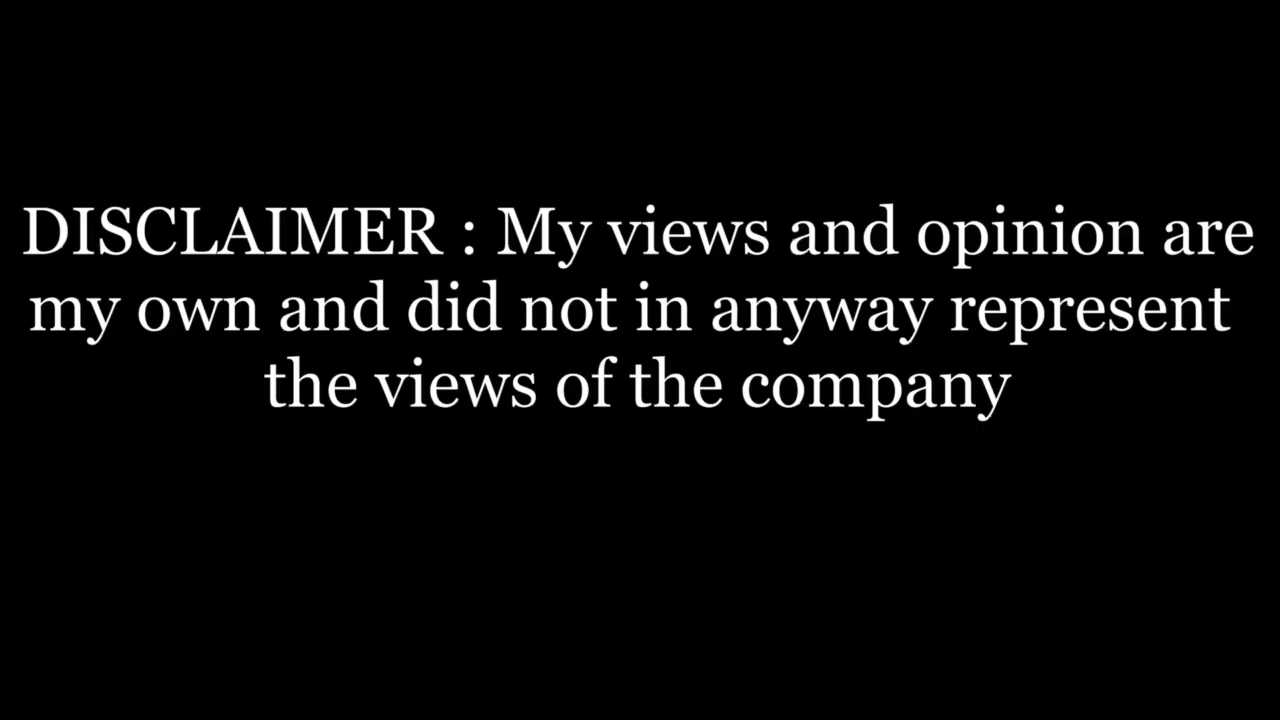 DISCLAIMER : My views and opinion are
my own and did not in anyway represent
the views of the company